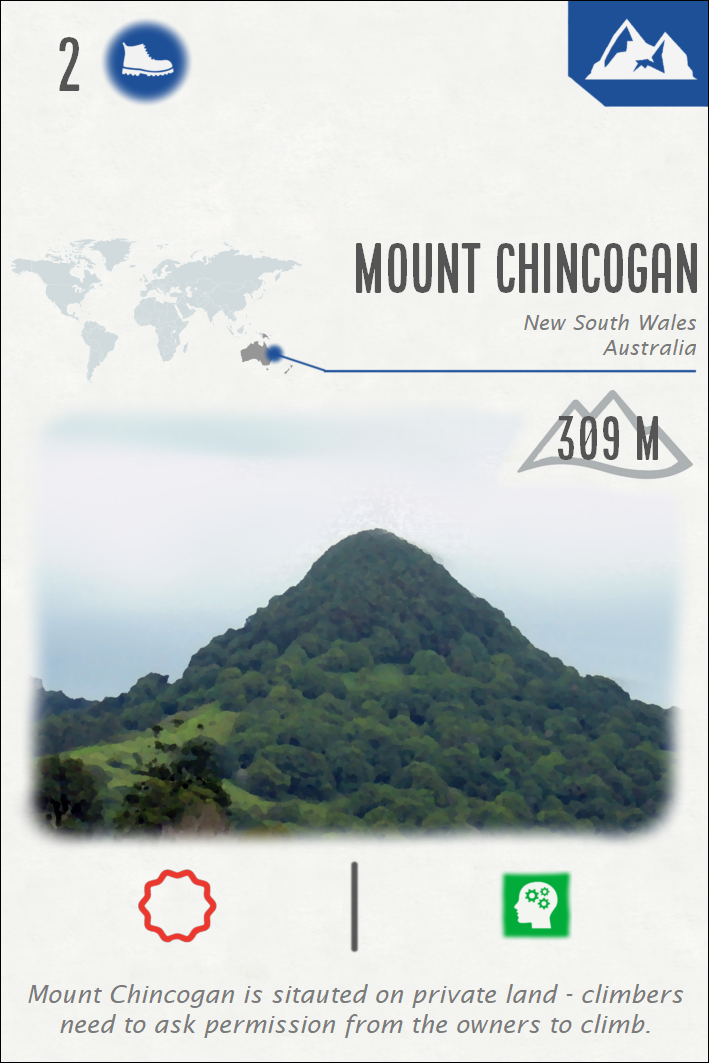 2
MOUNT CHINCOGAN
New South Wales
Australia
309 M
Mount Chincogan is sitauted on private land - climbers
need to ask permission from the owners to climb.